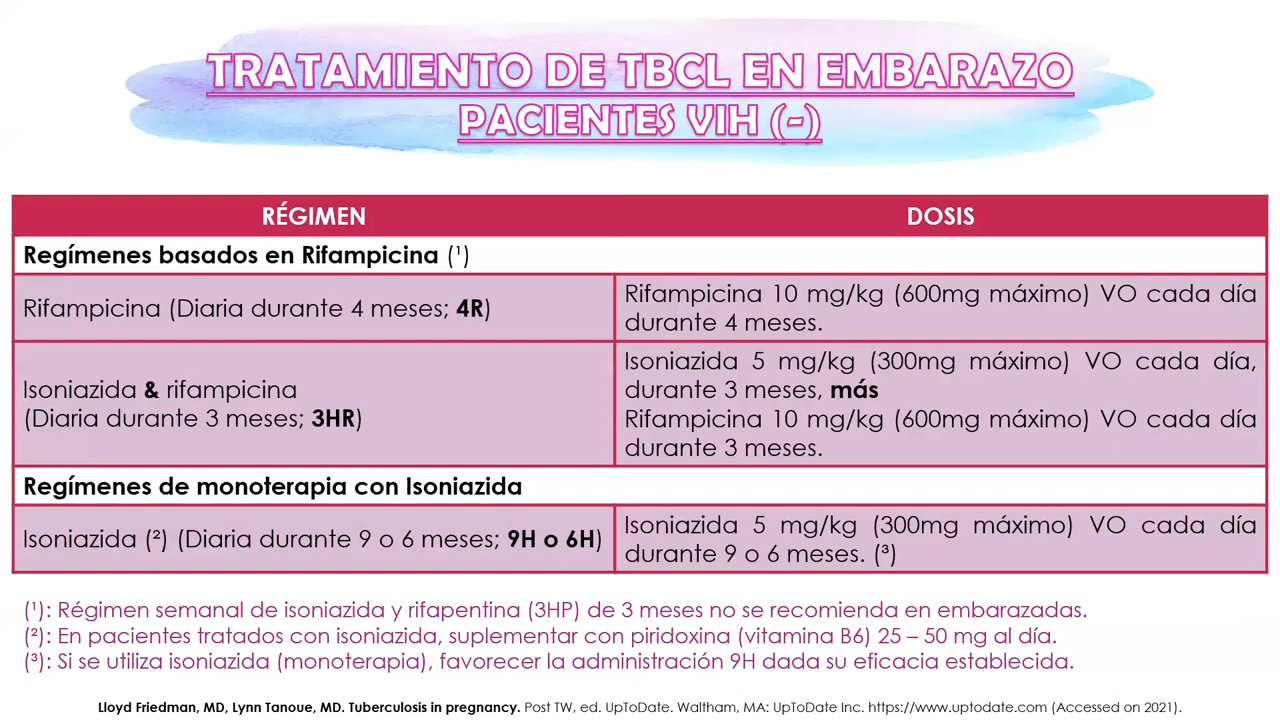 TRATAMIENTO DE TBCL EN EMBARAZO
PACIENTES VIH (-)
RÉGIMEN
DOSIS
Regímenes basados en Rifampicina (¹)
Rifampicina (Diaria durante 4 meses; 4R)
Rifampicina 10 mg/kg (600mg máximo) VO cada día
durante 4 meses.
Isoniazida & rifampicina
(Diaria durante 3 meses; 3HR)
Isoniazida 5 mg/kg (300mg máximo) VO cada día,
durante 3 meses, más
Rifampicina 10 mg/kg (600mg máximo) VO cada día
durante 3 meses.
Regímenes de monoterapia con Isoniazida
Isoniazida (²) (Diaria durante 9 o 6 meses; 9H o 6H)
Isoniazida 5 mg/kg (300mg máximo) VO cada día
durante 9 o 6 meses. (³)
(¹): Régimen semanal de isoniazida y rifapentina (3HP) de 3 meses no se recomienda en embarazadas.
(²): En pacientes tratados con isoniazida, suplementar con piridoxina (vitamina B6) 25 – 50 mg al día.
(³): Si se utiliza isoniazida (monoterapia), favorecer la administración 9H dada su eficacia establecida.
Lloyd Friedman, MD, Lynn Tanoue, MD. Tuberculosis in pregnancy. Post TW, ed. UpToDate. Waltham, MA: UpToDate Inc. https://www.uptodate.com (Accessed on 2021).